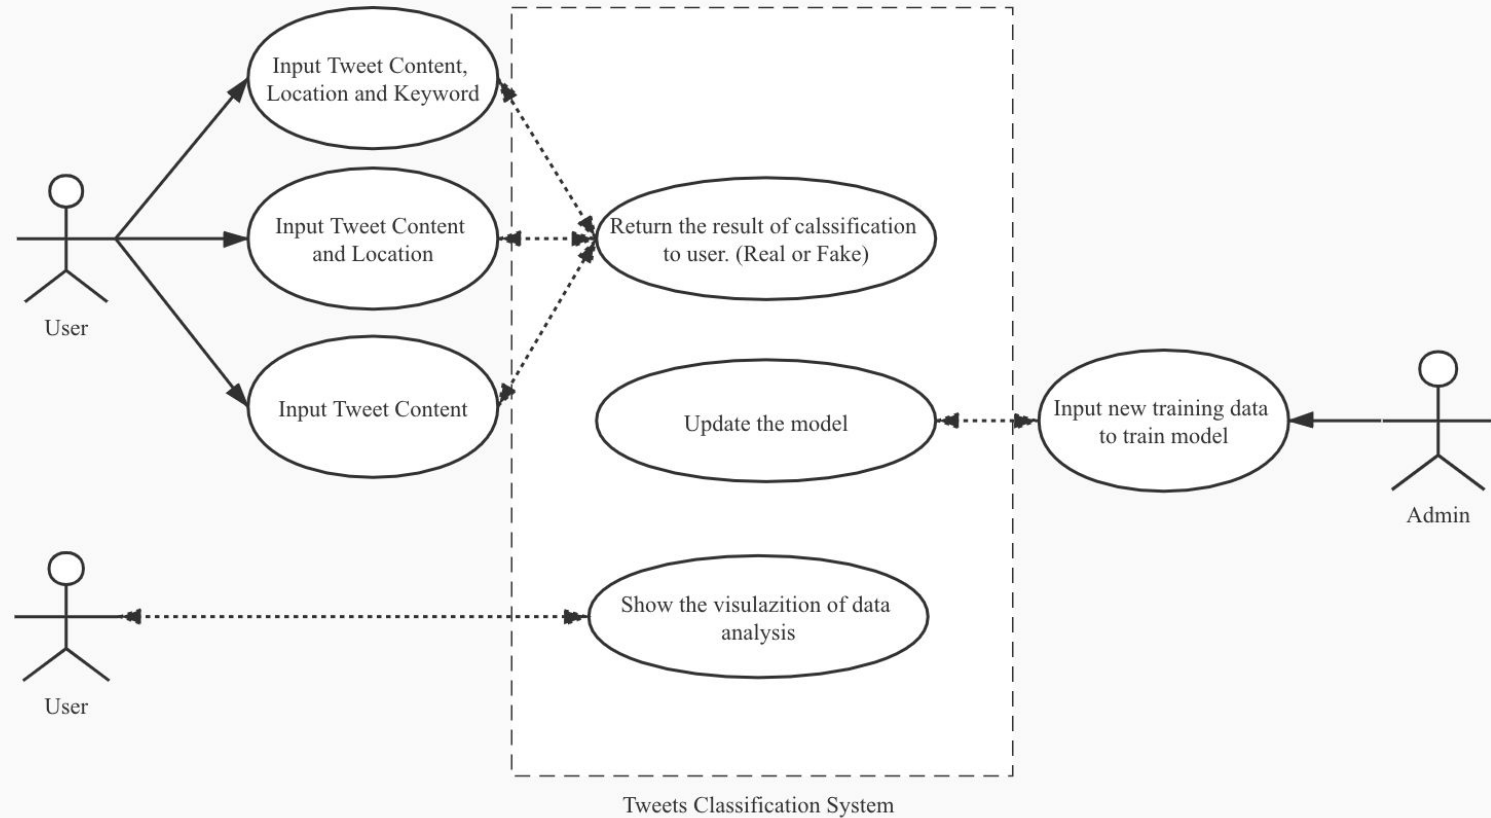 Input Tweet Content,
Location and Keyword
Input Tweet Content
and Location
Return the result of calssification
to user. (Real or Fake)
User
Input Tweet Content
Update the model
Input new training data
to train model
Admin
Show the visulazition of data
analysis
User
Tweets Classification System